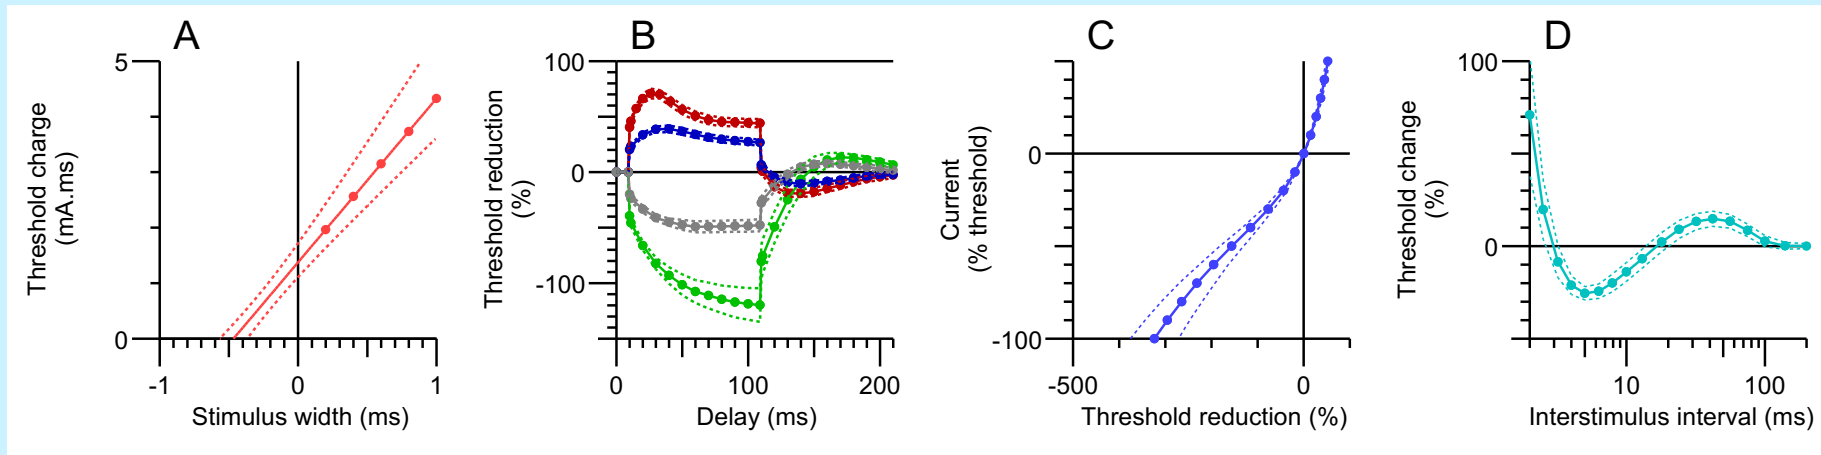 A
Threshold charge
(mA.ms)
5
0
-1
0
1
Stimulus width (ms)
B
Threshold reduction
(%)
100
0
-100
0
100
200
Delay (ms)
C
Current
(% threshold)
0
-100
-500
0
Threshold reduction (%)
D
Threshold change
(%)
100
0
10
100
Interstimulus interval (ms)